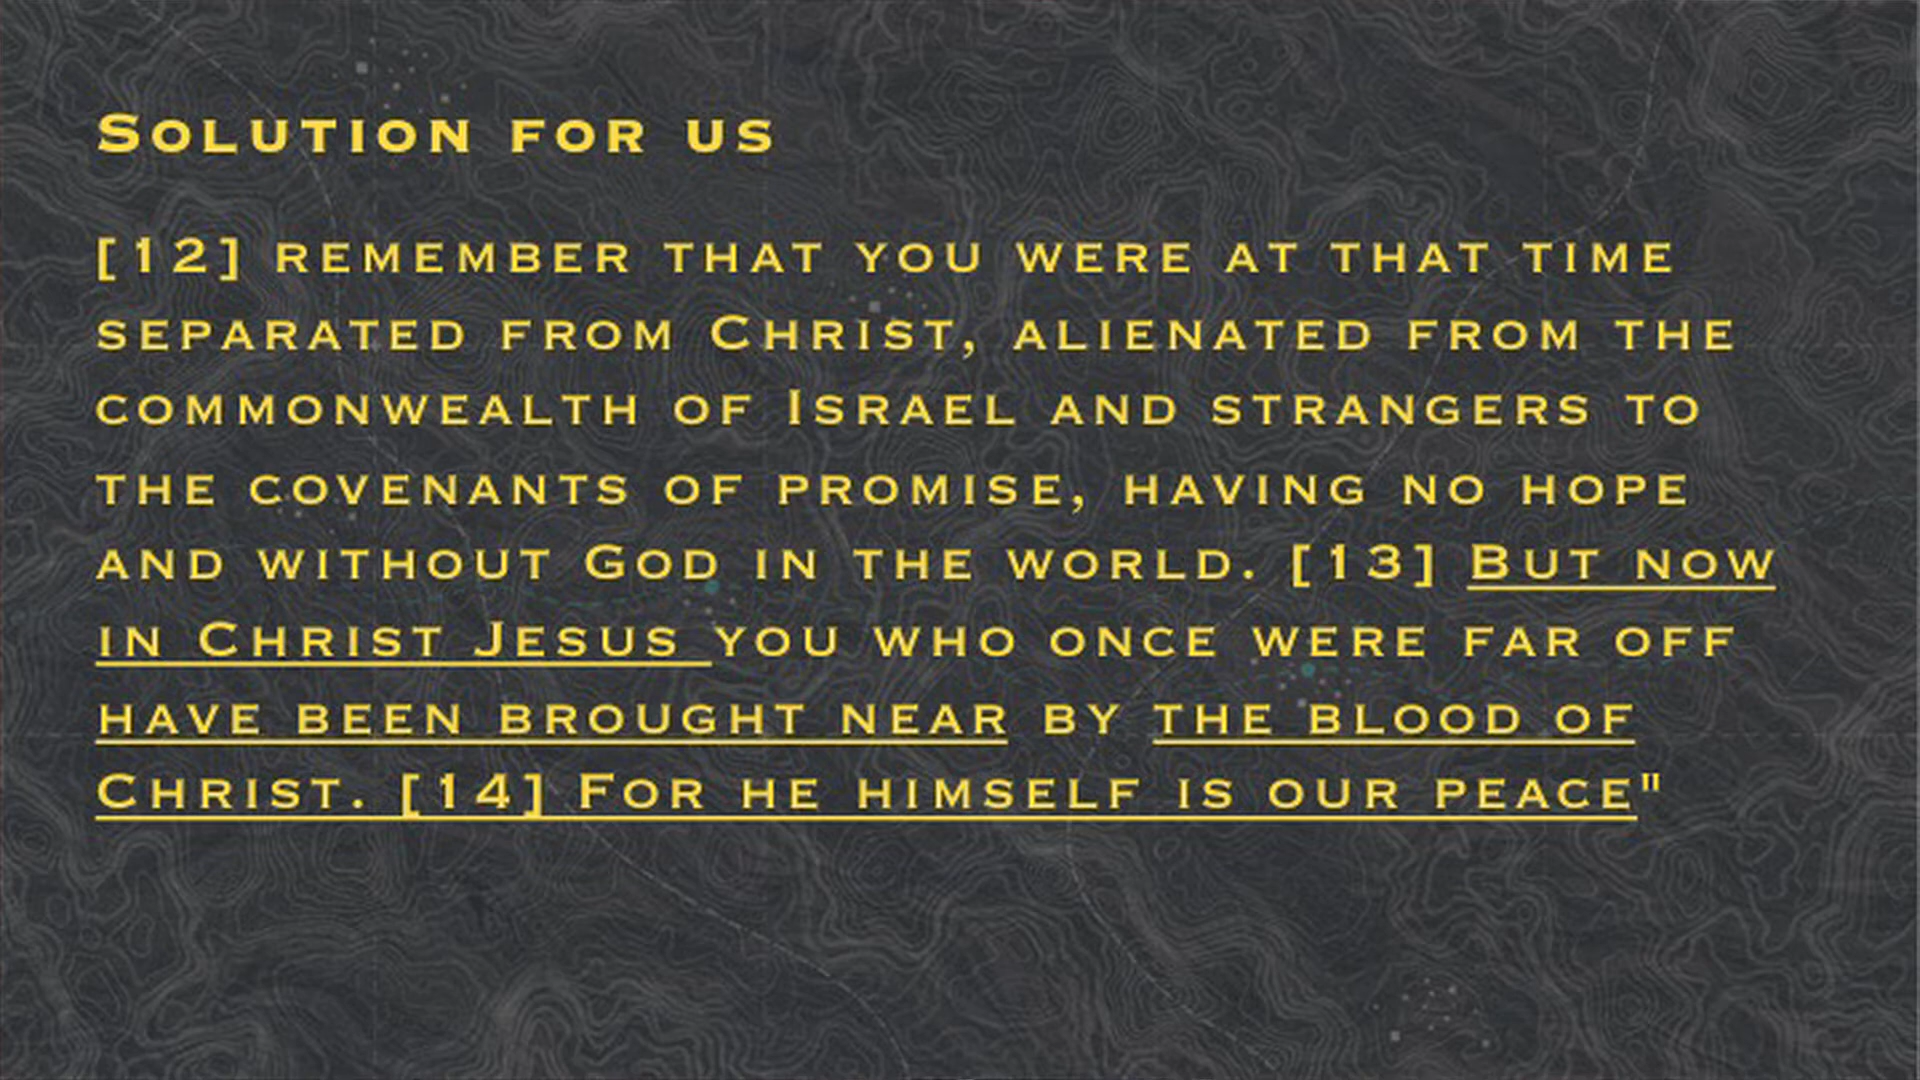 Solution for us
[12] remember that you were at that time
separated from Christ, alienated from the
commonwealth of Israel and strangers to
the covenants of promise, having no hope
and without God in the world. [13] But now
in Christ Jesus you who once were far off
have been brought near by the blood of
Christ. [14] For he himself is our peace"